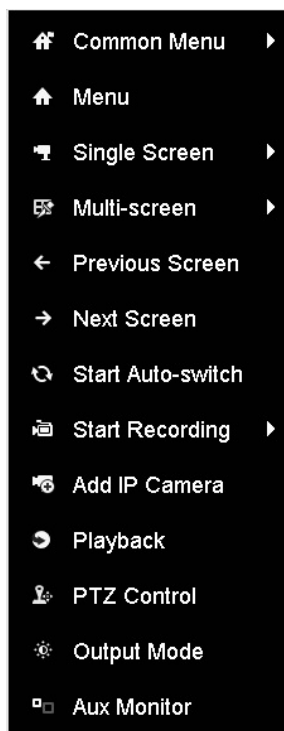 Common Menu
Menu
Single Screen
Multi-screen
Previous Screen
Next Screen
Start Auto-switch
Start Recording
Add IP Camera
Playback
PTZ Control
Output Mode
Aux Monitor